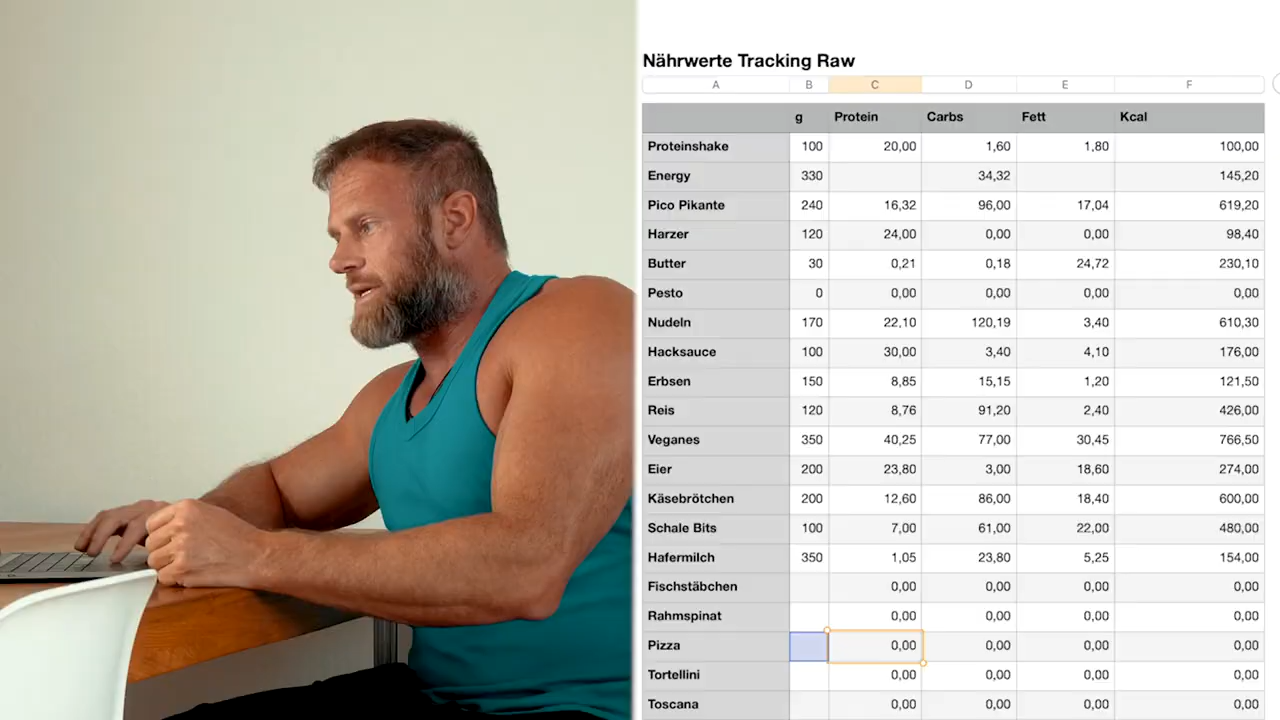 Nährwerte Tracking Raw
A B C D E F
g Protein Carbs Fett Kcal
Proteinshake 100 20,00 1,60 1,80 100,00
Energy 330 34,32 145,20
Pico Pikante 240 16,32 96,00 17,04 619,20
Harzer 120 24,00 0,00 0,00 98,40
Butter 30 0,21 0,18 24,72 230,10
Pesto 0 0,00 0,00 0,00 0,00
Nudeln 170 22,10 120,19 3,40 610,30
Hacksauce 100 30,00 3,40 4,10 176,00
Erbsen 150 8,85 15,15 1,20 121,50
Reis 120 8,76 91,20 2,40 426,00
Veganes 350 40,25 77,00 30,45 766,50
Eier 200 23,80 3,00 18,60 274,00
Käsebrötchen 200 12,60 86,00 18,40 600,00
Schale Bits 100 7,00 61,00 22,00 480,00
Hafermilch 350 1,05 23,80 5,25 154,00
Fischstäbchen 0,00 0,00 0,00 0,00
Rahmspinat 0,00 0,00 0,00 0,00
Pizza 0,00 0,00 0,00 0,00
Tortellini 0,00 0,00 0,00 0,00
Toscana 0,00 0,00 0,00 0,00